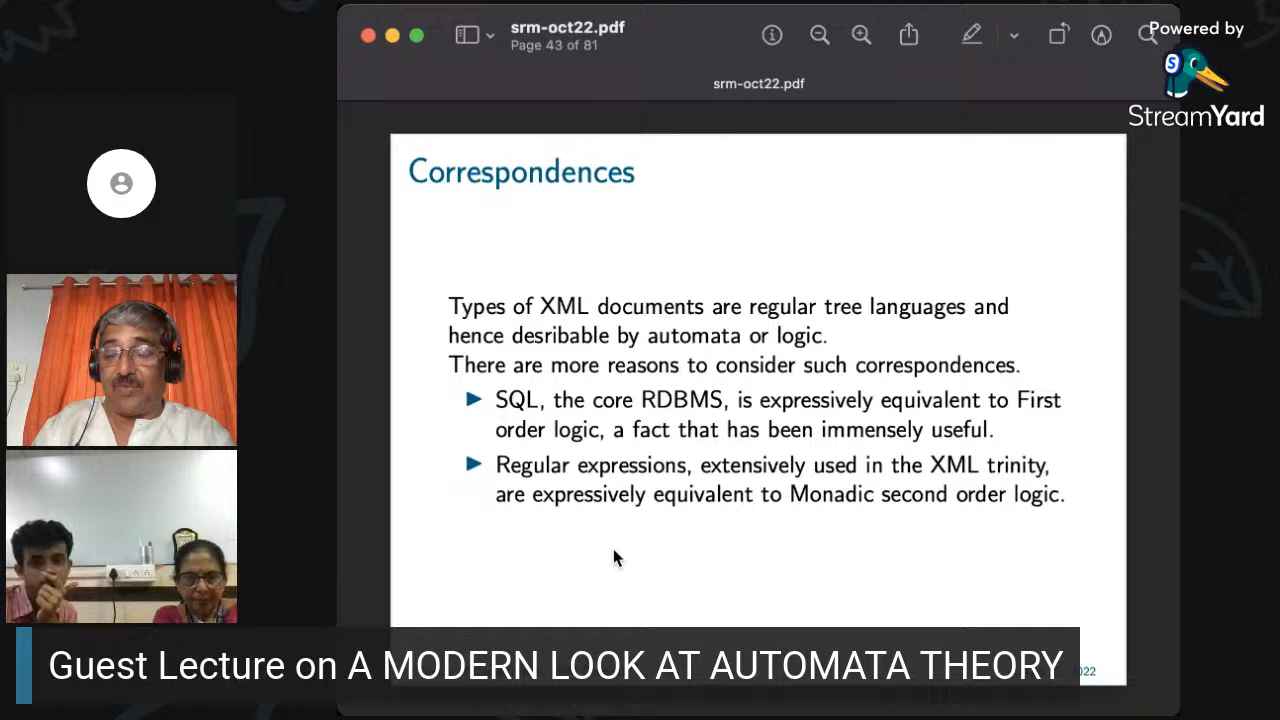 srm-oct22.pdf
Page 43 of 81
Powered by
S
StreamYard
srm-oct22.pdf
Correspondences
Types of XML documents are regular tree languages and
hence desribable by automata or logic.
There are more reasons to consider such correspondences.
SQL, the core RDBMS, is expressively equivalent to First
order logic, a fact that has been immensely useful.
Regular expressions, extensively used in the XML trinity,
are expressively equivalent to Monadic second order logic.
Guest Lecture on A MODERN LOOK AT AUTOMATA THEORY